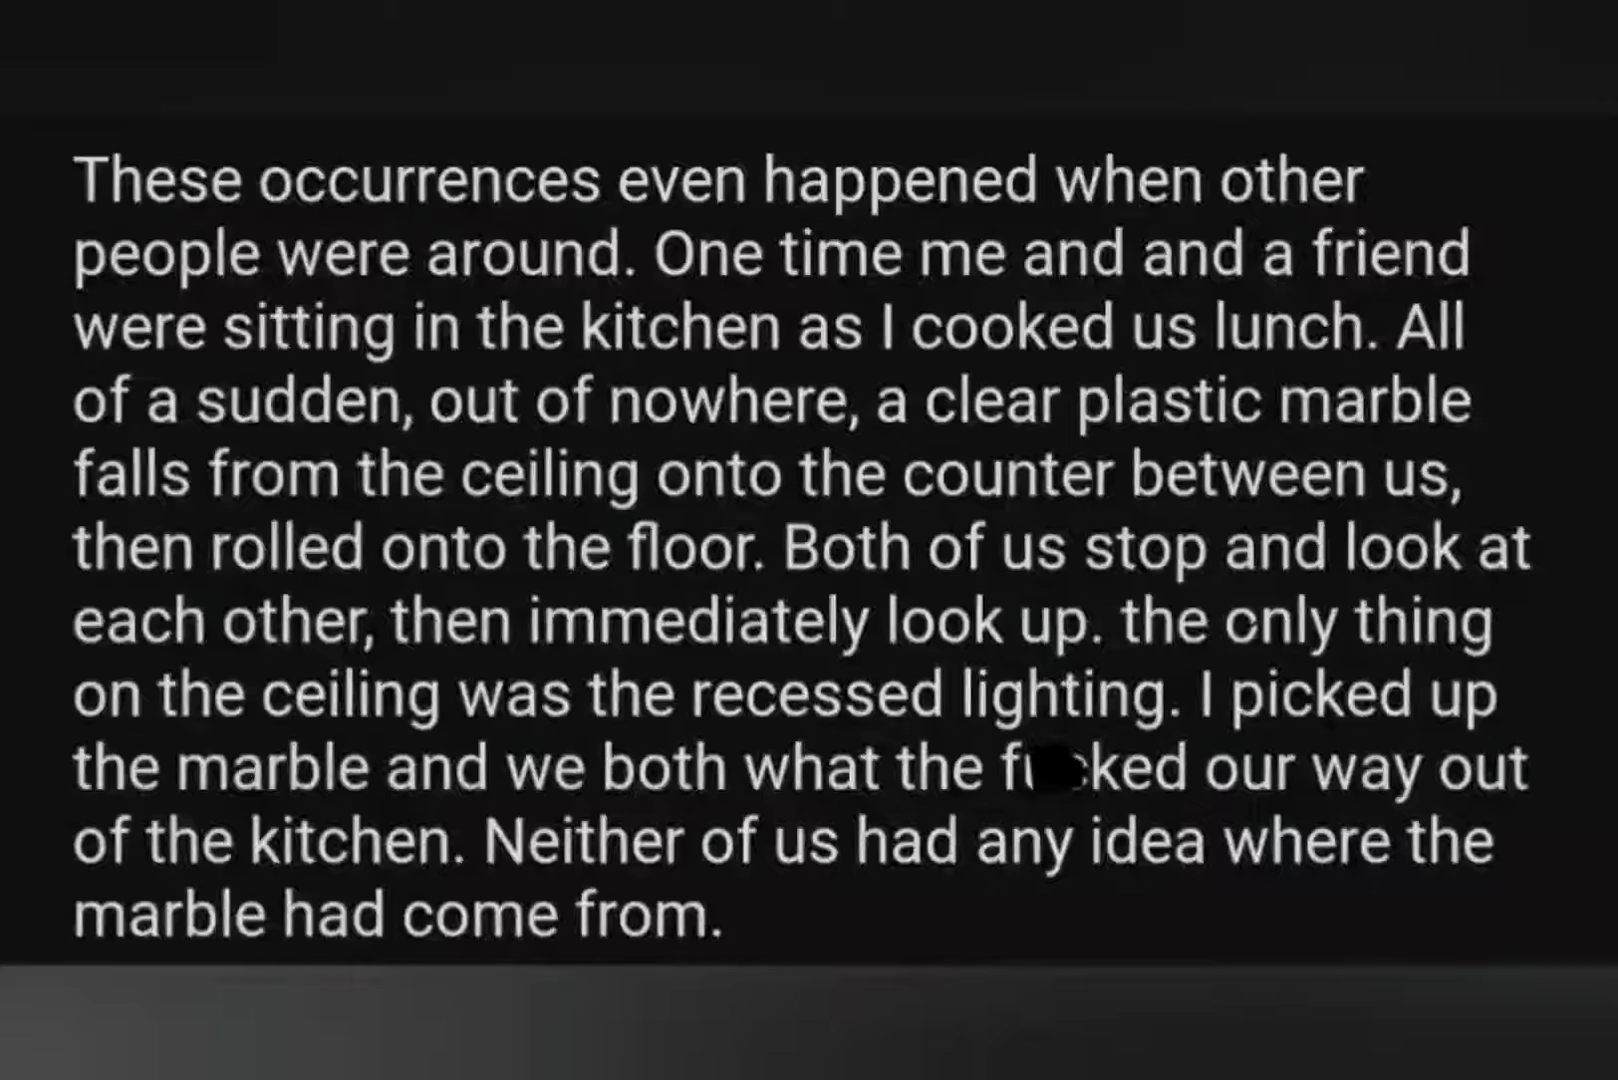 These occurrences even happened when other
people were around. One time me and and a friend
were sitting in the kitchen as I cooked us lunch. All
of a sudden, out of nowhere, a clear plastic marble
falls from the ceiling onto the counter between us,
then rolled onto the floor. Both of us stop and look at
each other, then immediately look up. the only thing
on the ceiling was the recessed lighting. I picked up
the marble and we both what the our way out
of the kitchen. Neither of us had any idea where the
marble had come from.